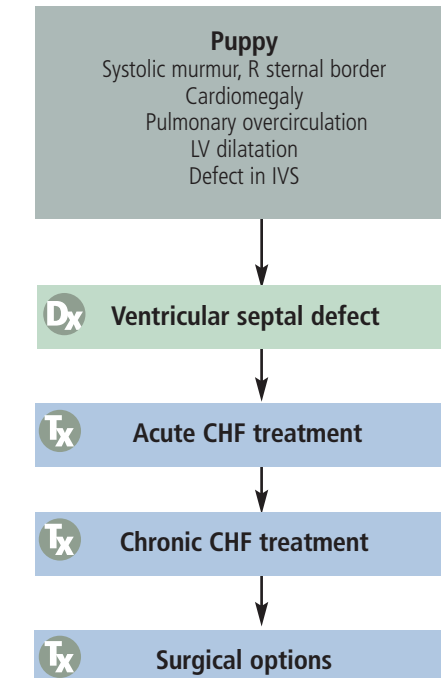 Puppy
Systolic murmur, R sternal border
Cardiomegaly
Pulmonary overcirculation
LV dilatation
Defect in IVS
Dx Ventricular septal defect
Tx Acute CHF treatment
Tx Chronic CHF treatment
Tx Surgical options